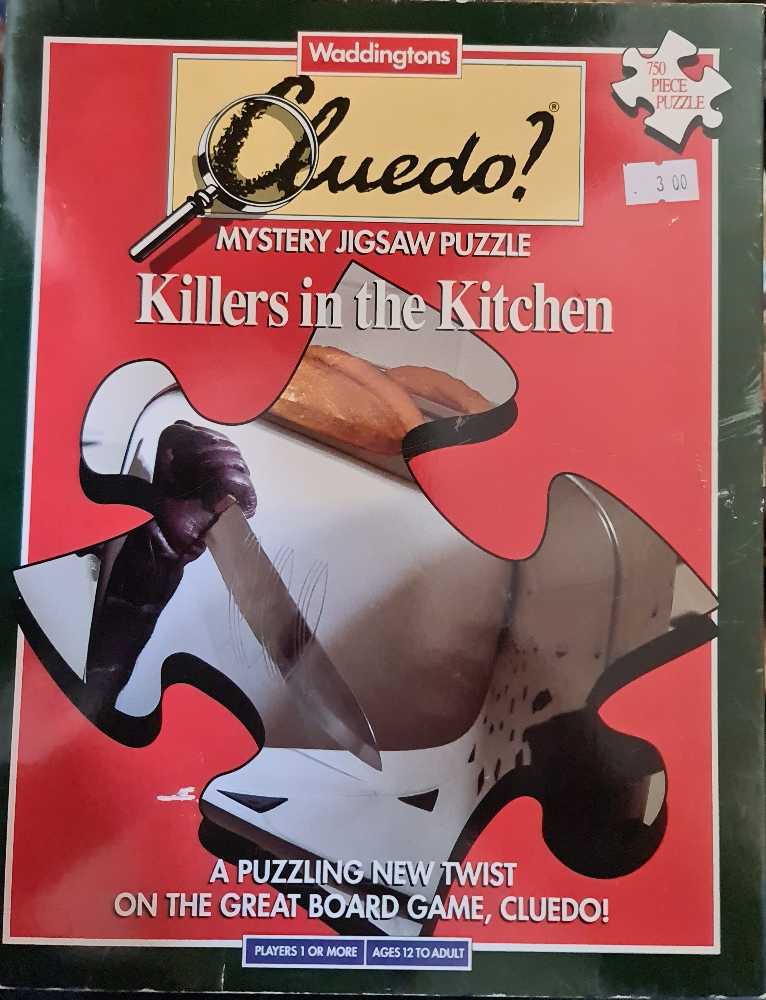 Waddingtons
Cluedo?®
750
PIECE
PUZZLE
3 00
MYSTERY JIGSAW PUZZLE
Killers in the Kitchen
A PUZZLING NEW TWIST
ON THE GREAT BOARD GAME, CLUEDO!
PLAYERS 1 OR MORE AGES 12 TO ADULT